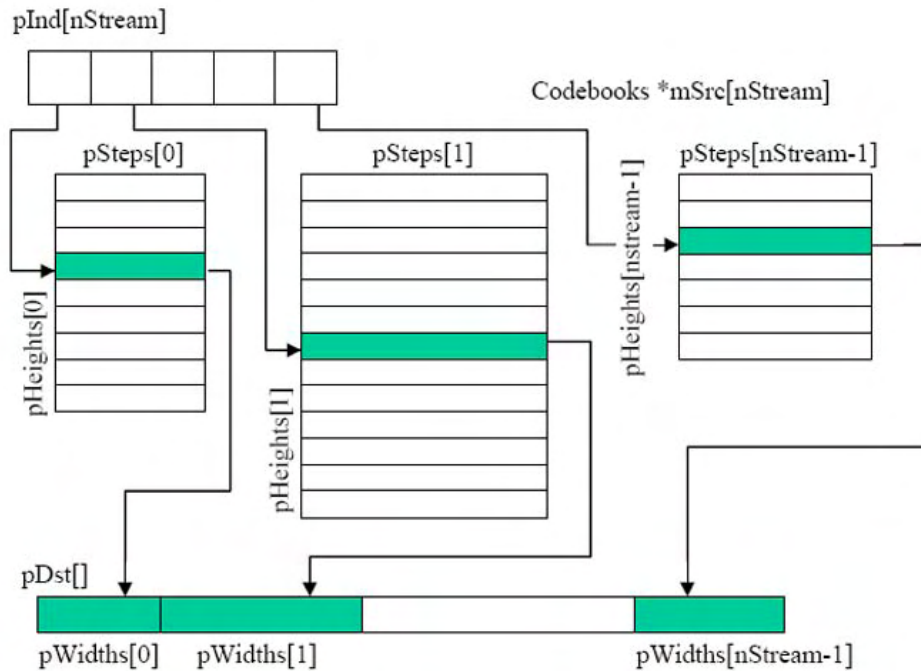 pInd[nStream]
Codebooks *mSrc[nStream]
pSteps[0]
pSteps[1]
pSteps[nStream-1]
pHeights[0]
pHeights[1]
pHeights[nstream-1]
pDst[]
pWidths[0]
pWidths[1]
pWidths[nStream-1]